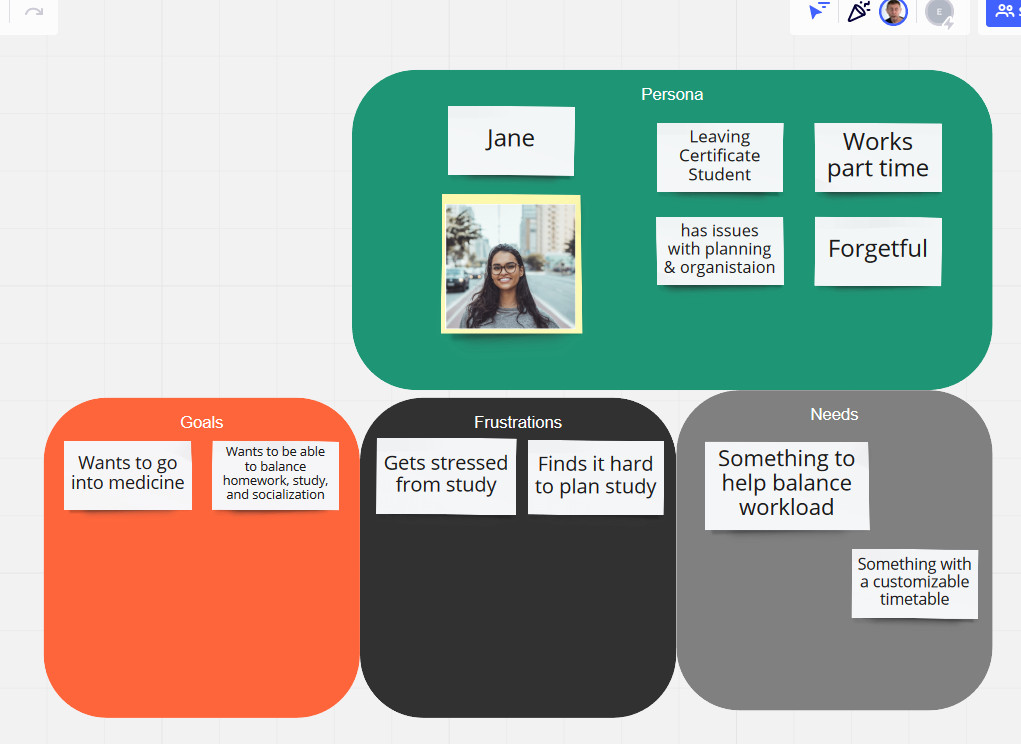 E
S
Persona
Jane
Leaving
Certificate
Student
Works
part time
has issues
with planning
& organistaion
Forgetful
Goals
Wants to go
into medicine
Wants to be able
to balance
homework, study,
and socialization
Frustrations
Gets stressed
from study
Finds it hard
to plan study
Needs
Something to
help balance
workload
Something with
a customizable
timetable